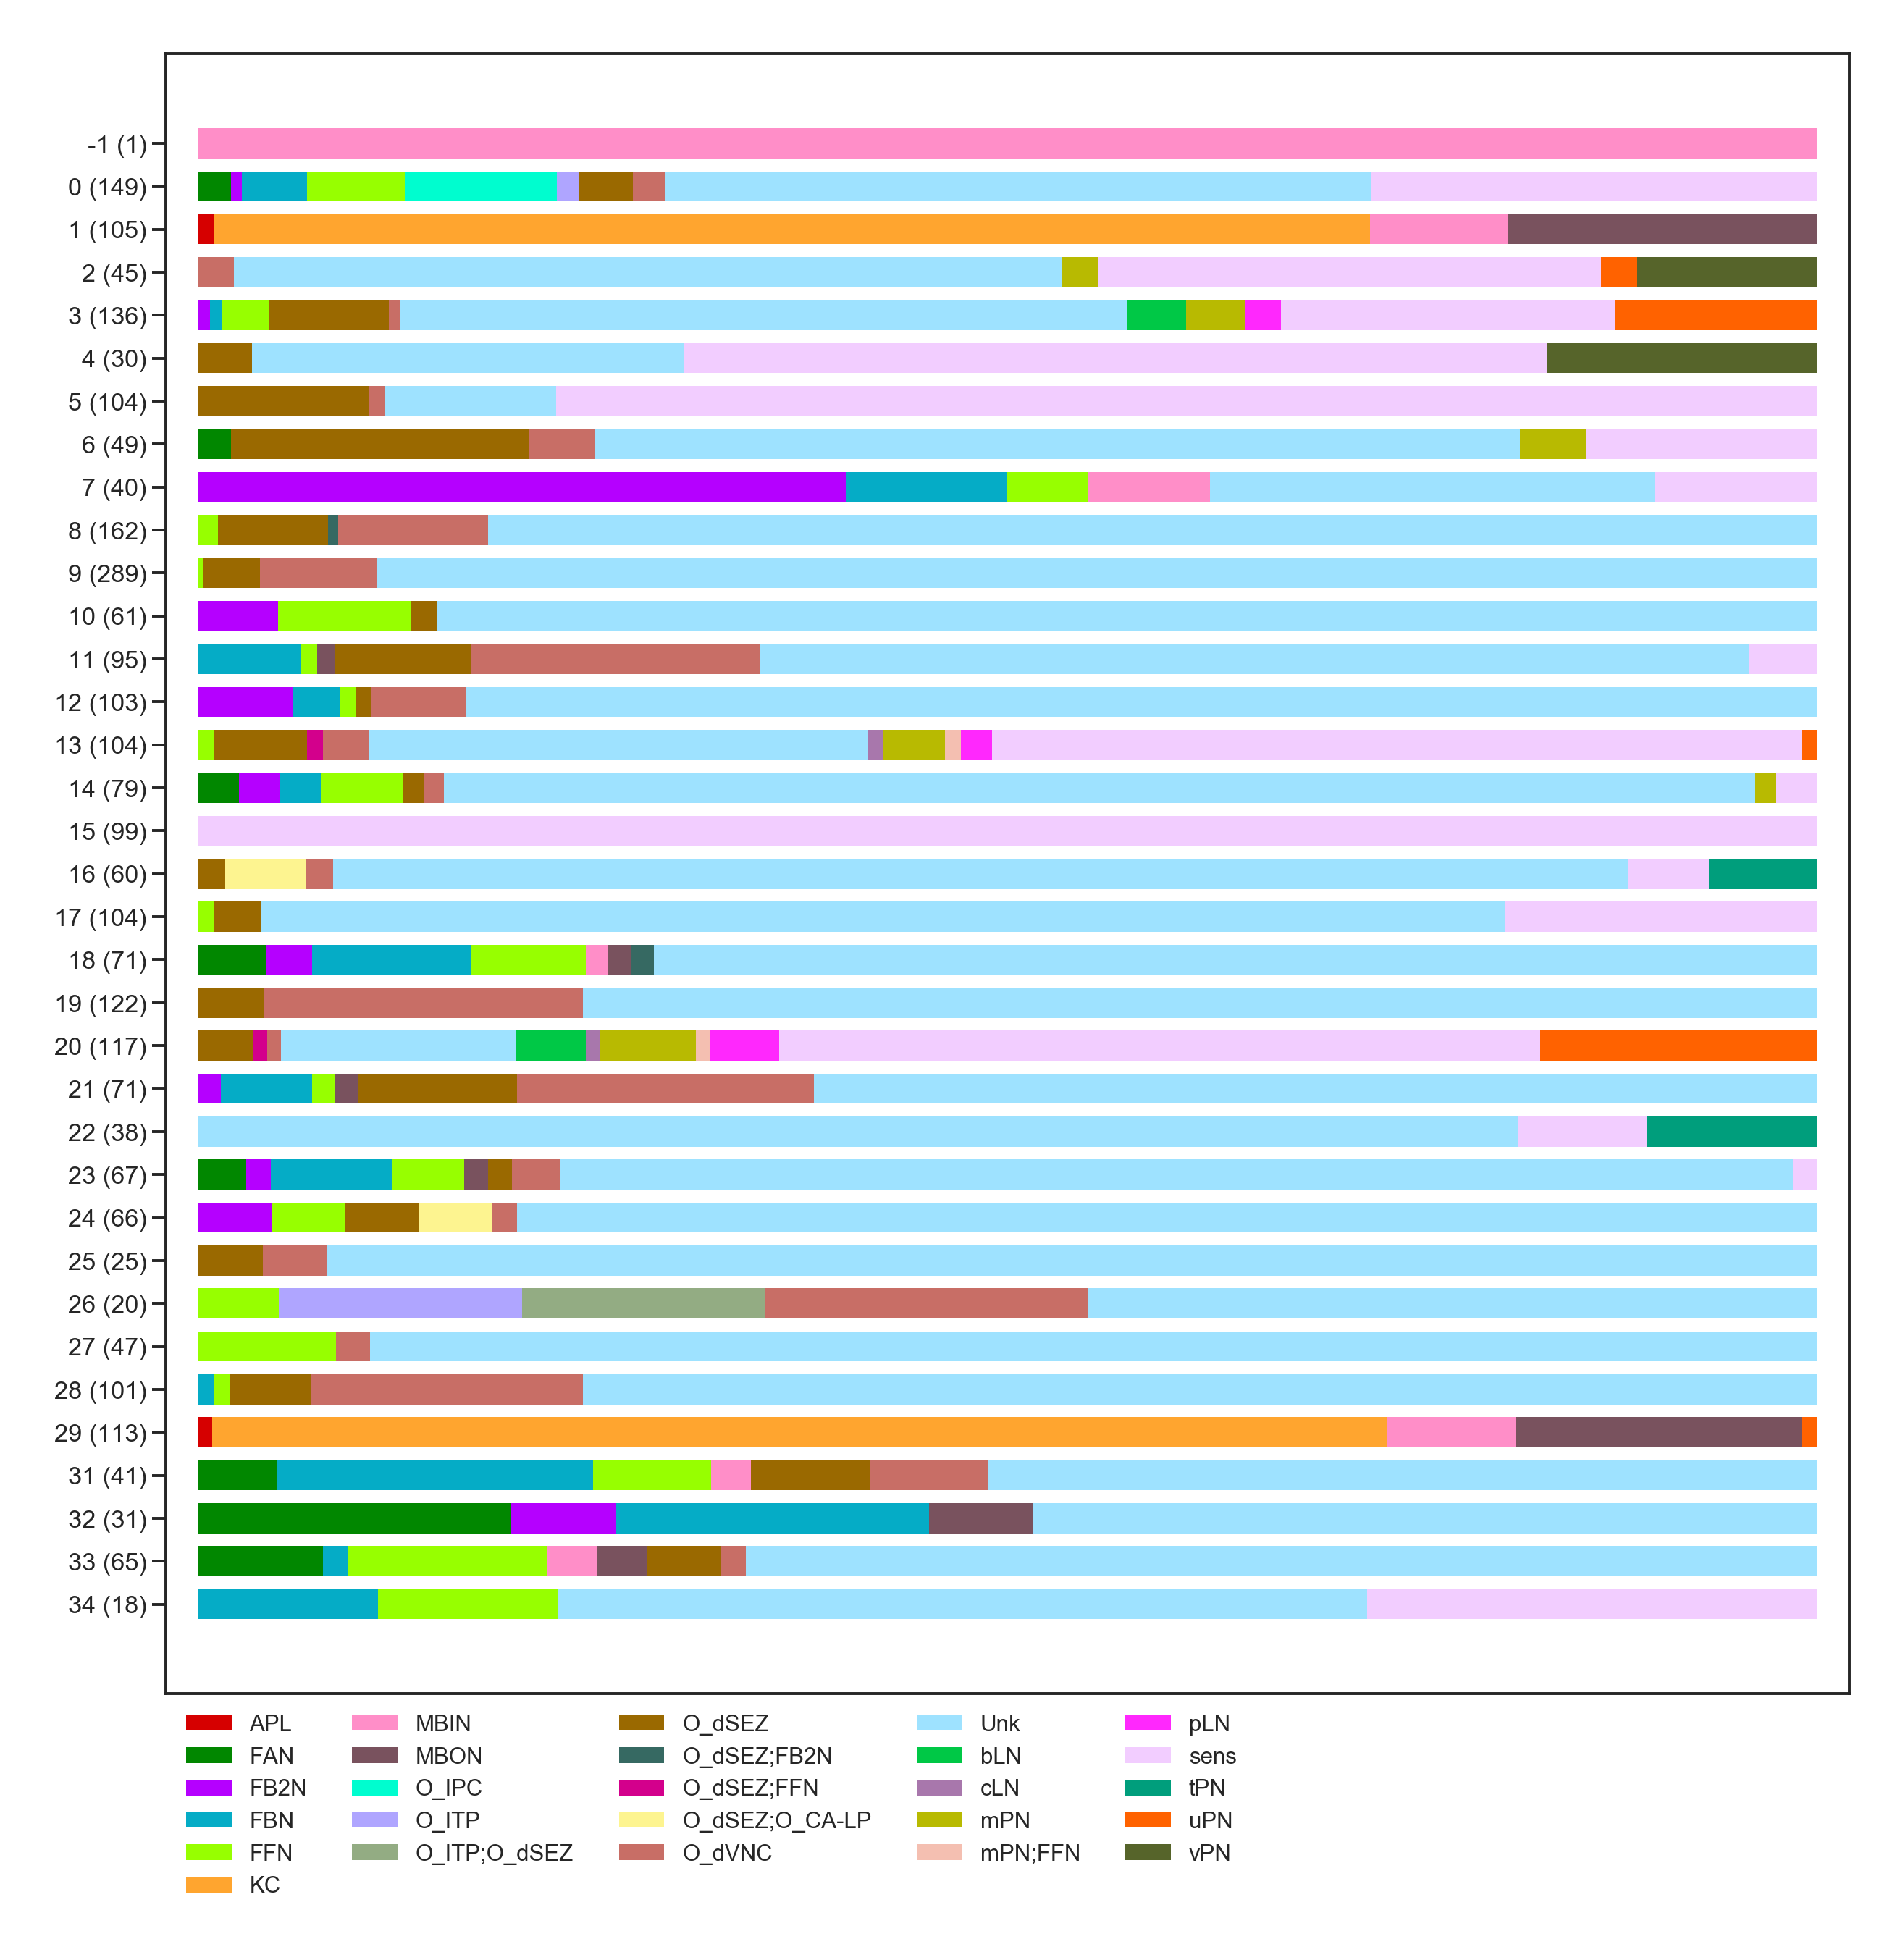 -1 (1)
0 (149)
1 (105)
2 (45)
3 (136)
4 (30)
5 (104)
6 (49)
7 (40)
8 (162)
9 (289)
10 (61)
11 (95)
12 (103)
13 (104)
14 (79)
15 (99)
16 (60)
17 (104)
18 (71)
19 (122)
20 (117)
21 (71)
22 (38)
23 (67)
24 (66)
25 (25)
26 (20)
27 (47)
28 (101)
29 (113)
31 (41)
32 (31)
33 (65)
34 (18)
APL
FAN
FB2N
FBN
FFN
KC
MBIN
MBON
O_IPC
O_ITP
O_ITP;O_dSEZ
O_dSEZ
O_dSEZ;FB2N
O_dSEZ;FFN
O_dSEZ;O_CA-LP
O_dVNC
Unk
bLN
cLN
mPN
mPN;FFN
pLN
sens
tPN
uPN
vPN